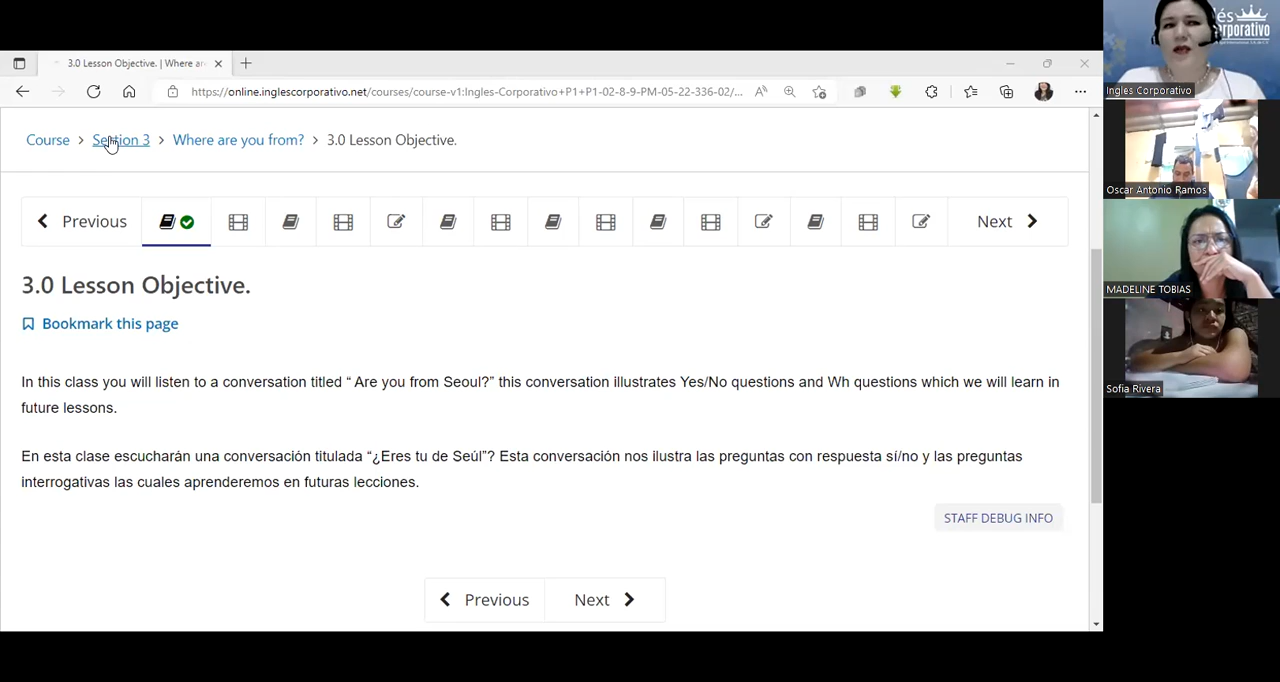 3.0 Lesson Objective. | Where ar
https://online.inglescorporativo.net/courses/course-v1:Ingles-Corporativo+P1+P1-02-8-9-PM-05-22-336-02/...
Course > Section 3 > Where are you from? > 3.0 Lesson Objective.
Previous
Next
3.0 Lesson Objective.
Bookmark this page
In this class you will listen to a conversation titled “ Are you from Seoul?” this conversation illustrates Yes/No questions and Wh questions which we will learn in
future lessons.
En esta clase escucharán una conversación titulada “¿Eres tu de Seúl”? Esta conversación nos ilustra las preguntas con respuesta sí/no y las preguntas
interrogativas las cuales aprenderemos en futuras lecciones.
STAFF DEBUG INFO
Previous
Next
Ingles Corporativo
Oscar Antonio Ramos
MADELINE TOBIAS
Sofia Rivera